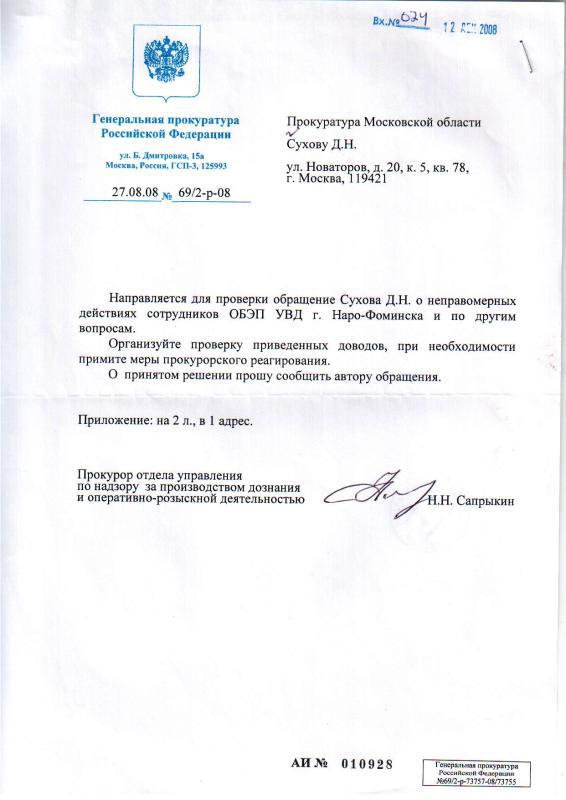 Вх.№ 624
12 2008
Генеральная прокуратура
Российской Федерации
ул. Б. Дмитровка, 15а
Москва, Россия, ГСП-3, 125993
27.08.08 № 69/2-р-08
Прокуратура Московской области
Сухову Д.Н.
ул. Новаторов, д. 20, к. 5, кв. 78,
г. Москва, 119421
Направляется для проверки обращение Сухова Д.Н. о неправомерных
действиях сотрудников ОБЭП УВД г. Наро-Фоминска и по другим
вопросам.
Организуйте проверку приведенных доводов, при необходимости
примите меры прокурорского реагирования.
О принятом решении прошу сообщить автору обращения.
Приложение: на 2 л., в 1 адрес.
Прокурор отдела управления
по надзору за производством дознания
и оперативно-розыскной деятельностью
Н.Н. Сапрыкин
АИ № 010928
Генеральная прокуратура
Российской Федерации
№69/2-р-73757-08/73755